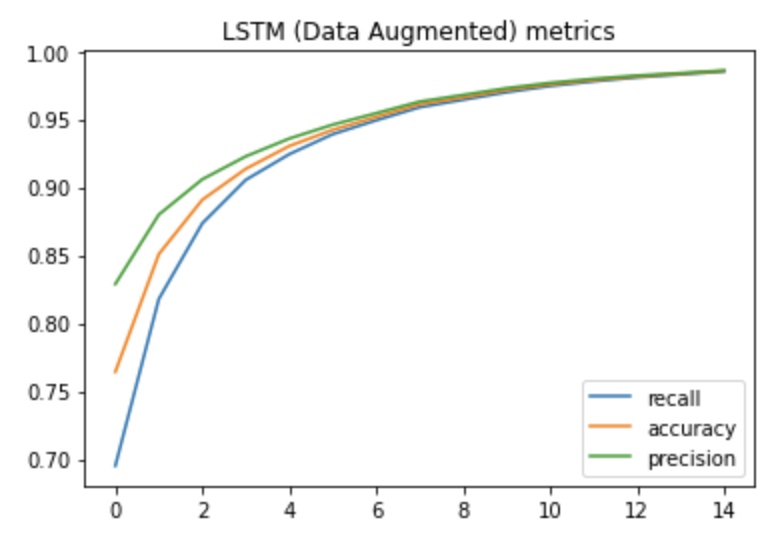 LSTM (Data Augmented) metrics
1.00
0.95
0.90
0.85
0.80
0.75
0.70
recall
accuracy
precision
0 2 4 6 8 10 12 14